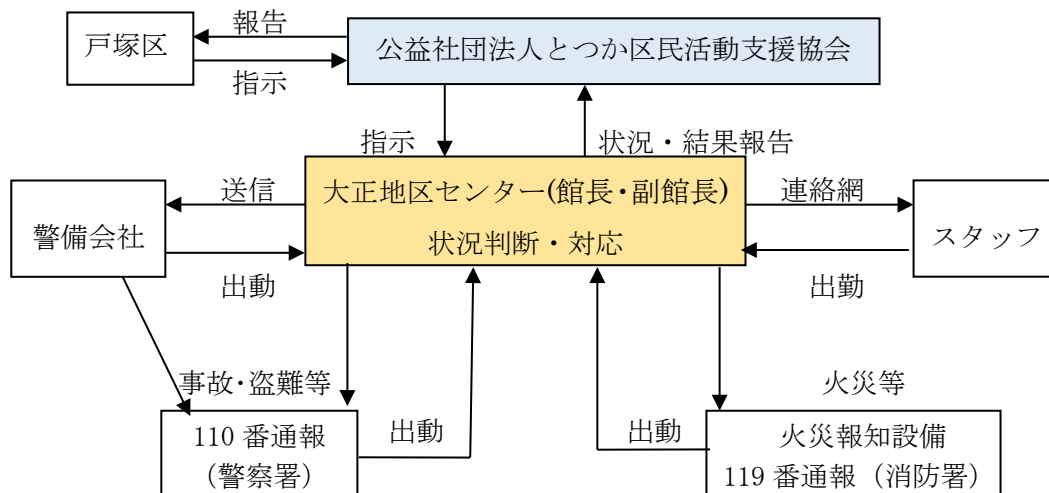 報告
戸塚区
公益社団法人とつか区民活動支援協会
指示
指示
状況・結果報告
送信
大正地区センター(館長・副館長)
連絡網
警備会社
状況判断・対応
スタッフ
出動
出勤
事故・盗難等
火災等
110 番通報
（警察署）
出動
出動
火災報知設備
119 番通報（消防署）